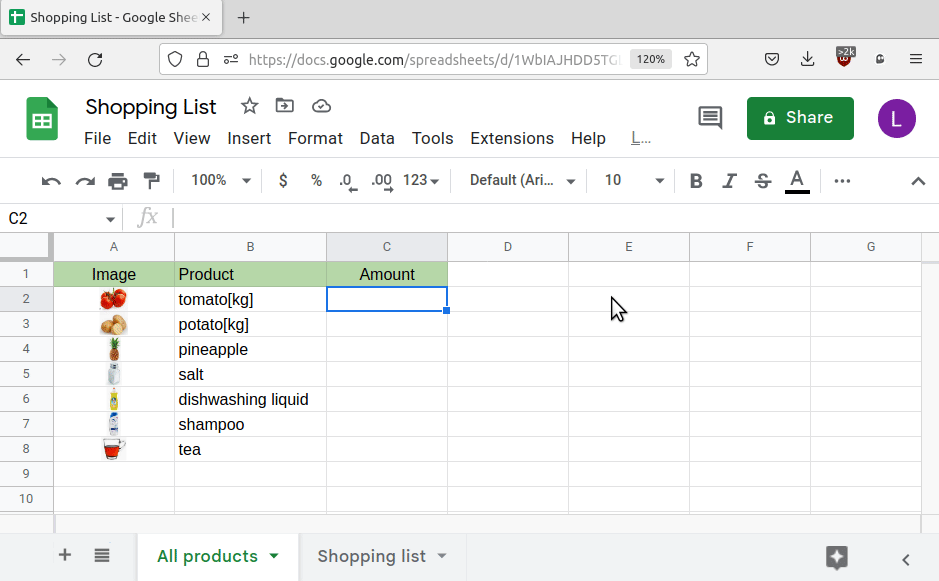 Shopping List - Google Shee
https://docs.google.com/spreadsheets/d/1WbIAJHDD5TGL 120% >2k
Shopping List
File Edit View Insert Format Data Tools Extensions Help L...
Share L
100% $ % .0 .00 123 Default (Ari... 10 B I S A
C2 fx
A B C D E F G
1 Image Product Amount
2 tomato[kg]
3 potato[kg]
4 pineapple
5 salt
6 dishwashing liquid
7 shampoo
8 tea
9
10
All products Shopping list